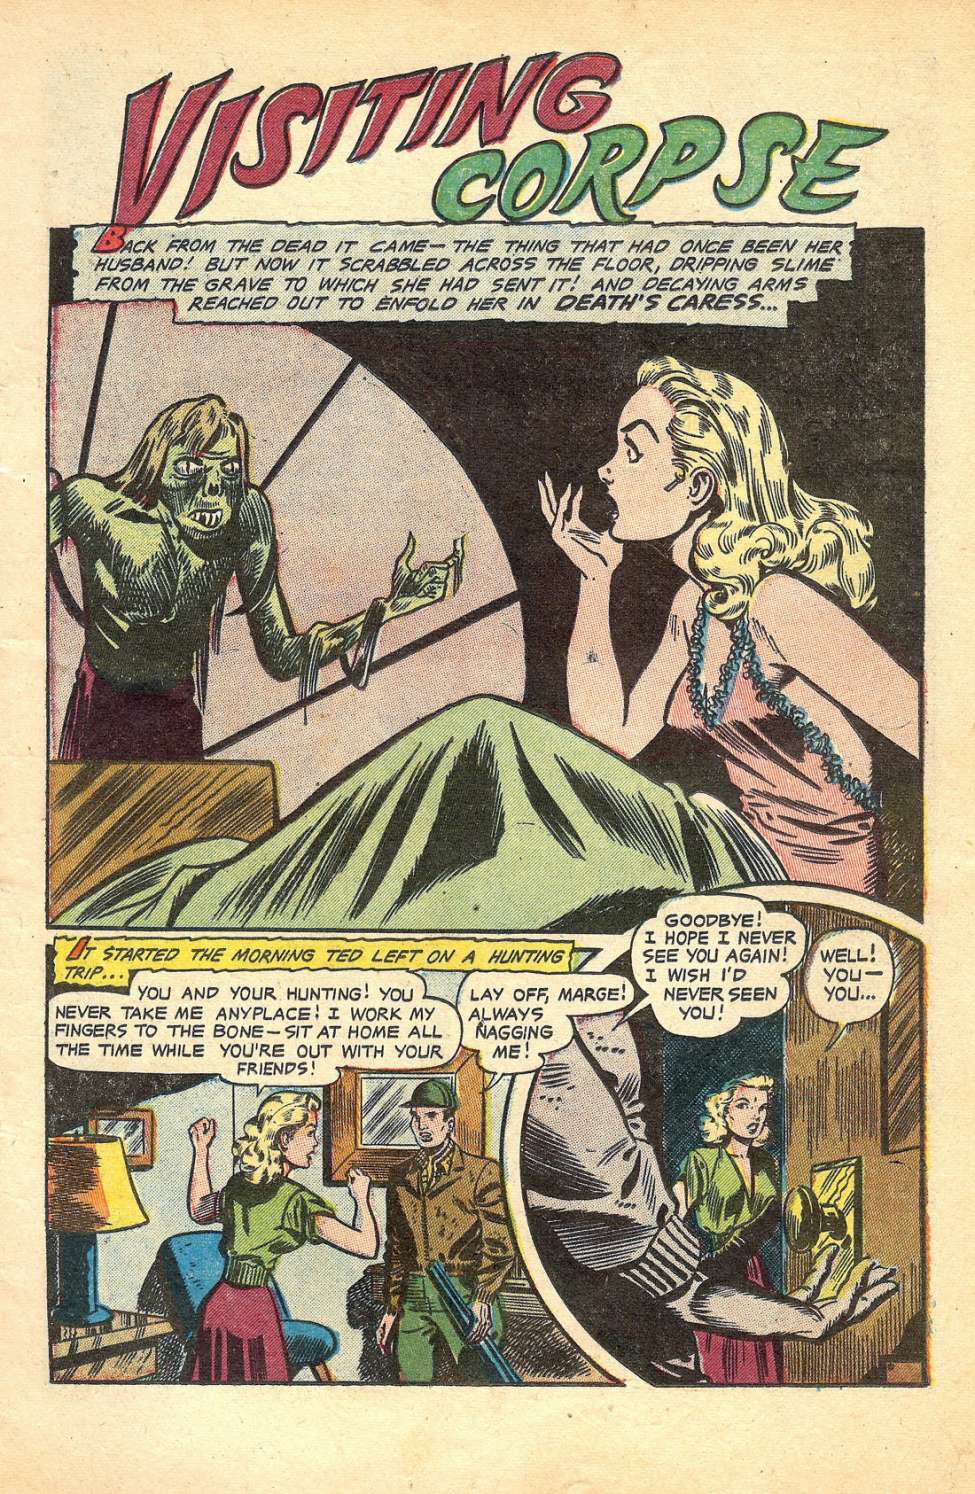 VISITING
CORPSE
BACK FROM THE DEAD IT CAME— THE THING THAT HAD ONCE BEEN HER
HUSBAND! BUT NOW IT SCRABBLED ACROSS THE FLOOR, DRIPPING SLIME
FROM THE GRAVE TO WHICH SHE HAD SENT IT! AND DECAYING ARMS
REACHED OUT TO ENFOLD HER IN DEATH'S CARESS...
IT STARTED THE MORNING TED LEFT ON A HUNTING
TRIP...
YOU AND YOUR HUNTING! YOU
NEVER TAKE ME ANYPLACE! I WORK MY
FINGERS TO THE BONE— SIT AT HOME ALL
THE TIME WHILE YOU'RE OUT WITH YOUR
FRIENDS!
LAY OFF, MARGE!
ALWAYS
NAGGING
ME!
GOODBYE!
I HOPE I NEVER
SEE YOU AGAIN!
I WISH I'D
NEVER SEEN
YOU!
WELL!
YOU—
YOU...